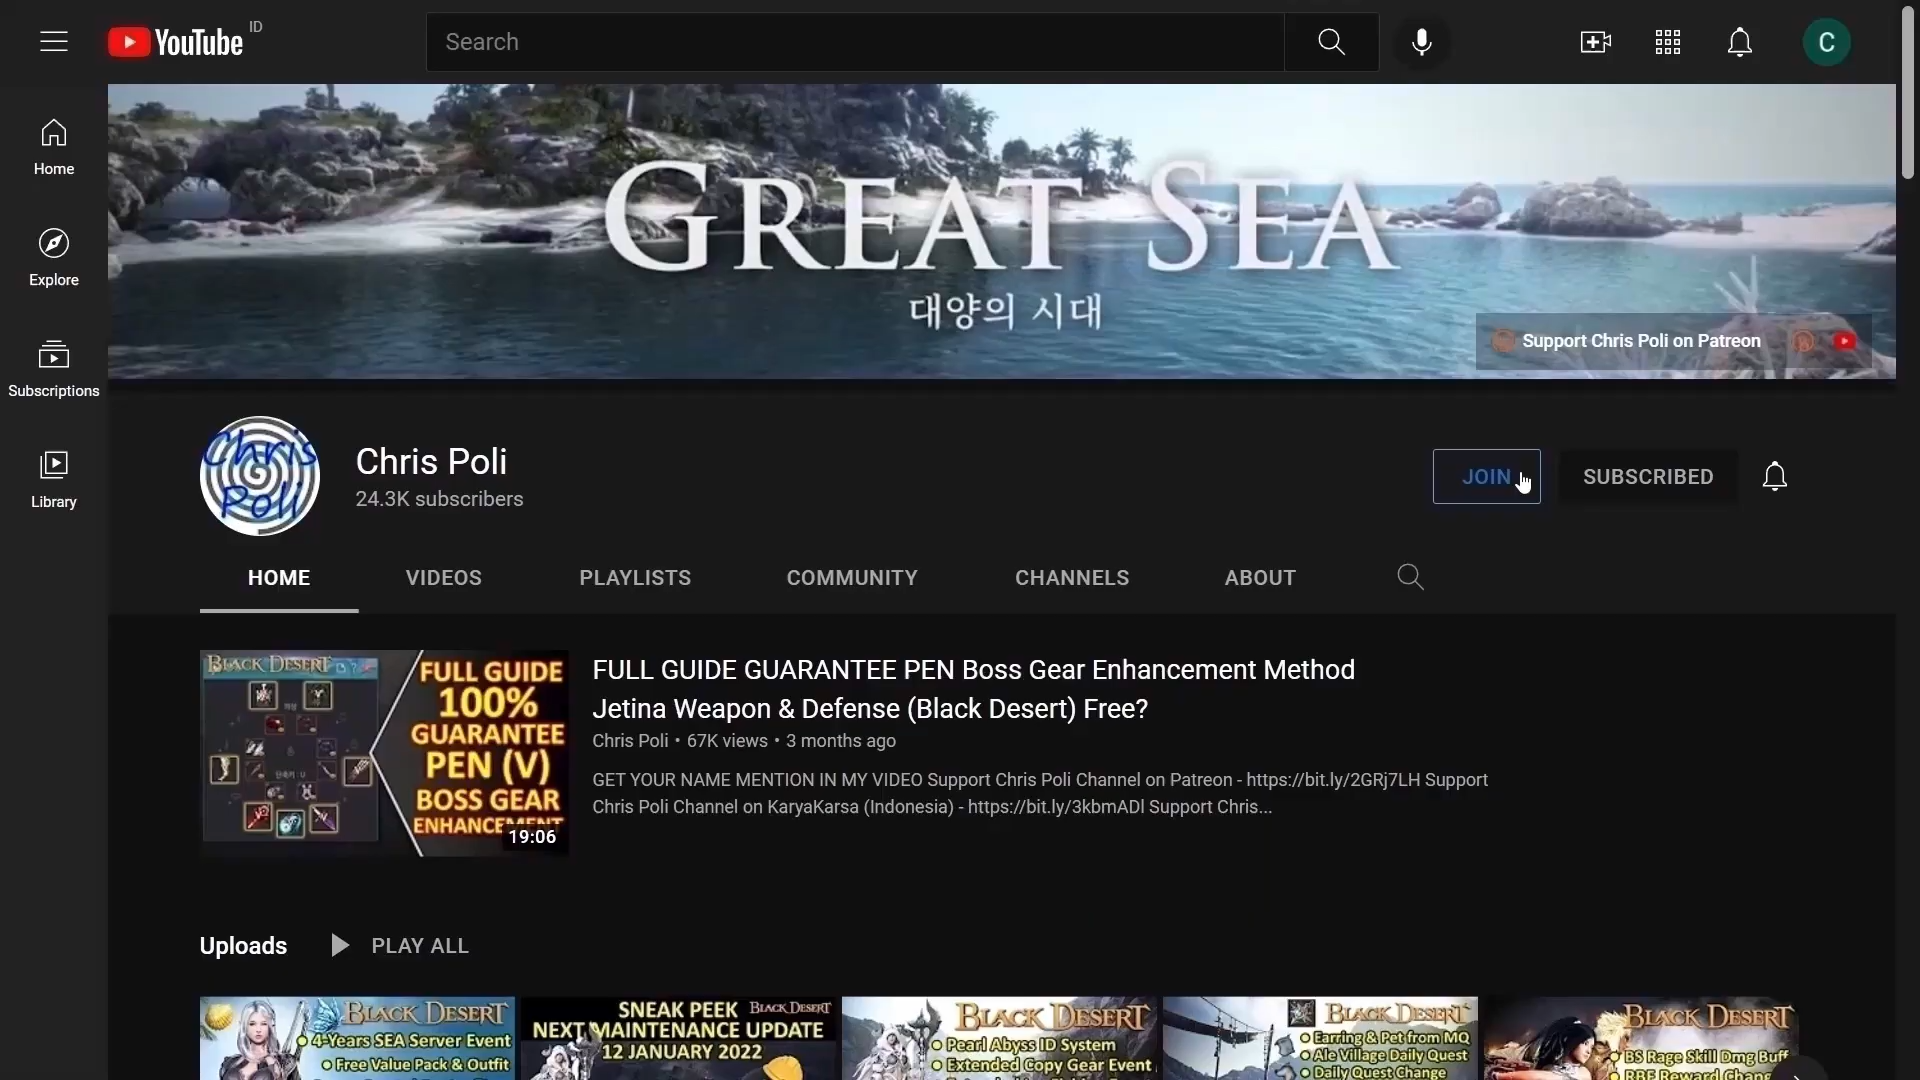 YouTube ID
Search
C
Home
Explore
Subscriptions
Library
GREAT SEA
대양의 시대
Support Chris Poli on Patreon
Chris Poli
Chris Poli
24.3K subscribers
JOIN
SUBSCRIBED
HOME
VIDEOS
PLAYLISTS
COMMUNITY
CHANNELS
ABOUT
BLACK DESERT
FULL GUIDE
100%
GUARANTEE
PEN (V)
BOSS GEAR
ENHANCEMENT
19:06
FULL GUIDE GUARANTEE PEN Boss Gear Enhancement Method
Jetina Weapon & Defense (Black Desert) Free?
Chris Poli • 67K views • 3 months ago
GET YOUR NAME MENTION IN MY VIDEO Support Chris Poli Channel on Patreon - https://bit.ly/2GRj7LH Support
Chris Poli Channel on KaryaKarsa (Indonesia) - https://bit.ly/3kbmADl Support Chris...
Uploads
PLAY ALL
BLACK DESERT
4-Years SEA Server Event
Free Value Pack & Outfit
SNEAK PEEK BLACK DESERT
NEXT MAINTENANCE UPDATE
12 JANUARY 2022
BLACK DESERT
Pearl Abyss ID System
Extended Copy Gear Event
BLACK DESERT
Earring & Pet from MQ
Ale Village Daily Quest
Daily Quest Change
BLACK DESERT
BS Rage Skill Dmg Buff
RBF Reward Change